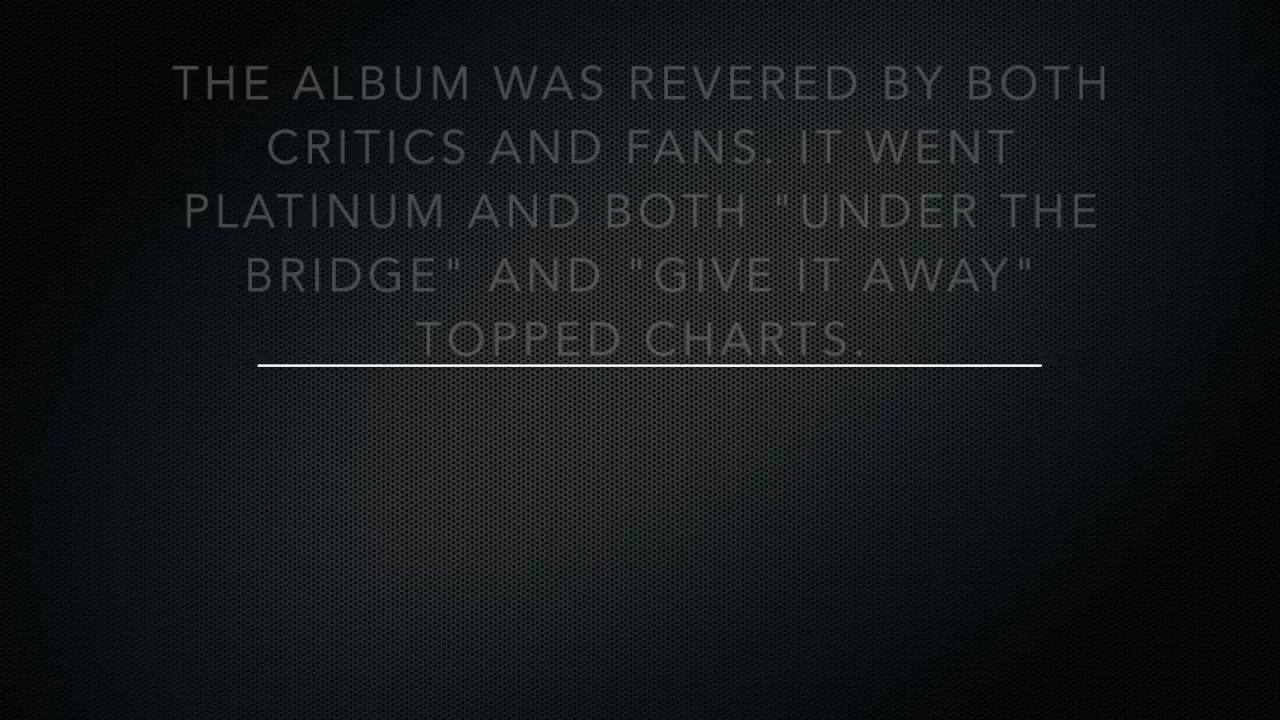 THE ALBUM WAS REVERED BY BOTH
CRITICS AND FANS. IT WENT
PLATINUM AND BOTH "UNDER THE
BRIDGE" AND "GIVE IT AWAY"
TOPPED CHARTS.